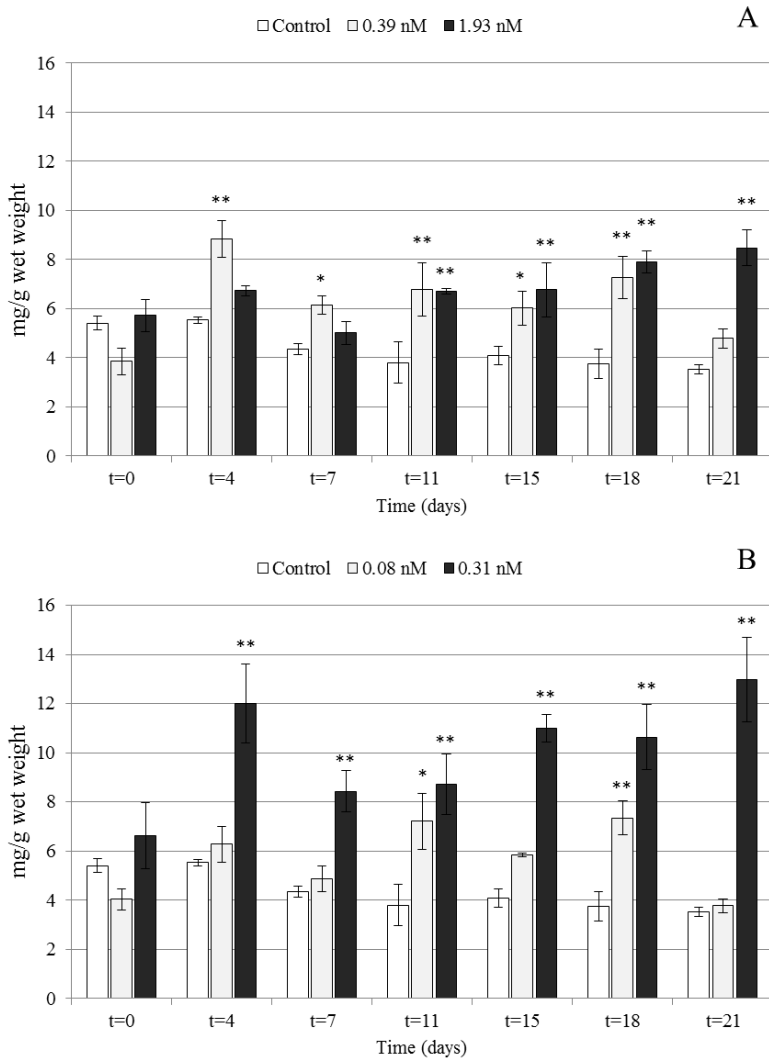 A
Control 0.39 nM 1.93 nM
16
14
12
10
8
6
4
2
0
mg/g wet weight
** * ** ** * ** ** ** **
t=0 t=4 t=7 t=11 t=15 t=18 t=21
Time (days)
B
Control 0.08 nM 0.31 nM
16
14
12
10
8
6
4
2
0
mg/g wet weight
** ** * ** ** ** ** **
t=0 t=4 t=7 t=11 t=15 t=18 t=21
Time (days)